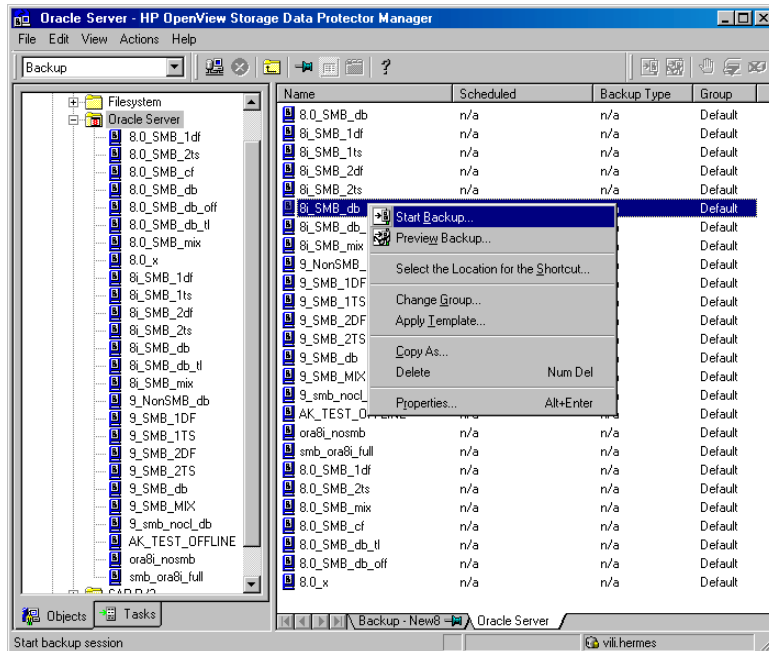 Oracle Server - HP OpenView Storage Data Protector Manager
File Edit View Actions Help
Backup
Filesystem
Oracle Server
8.0_SMB_1df
8.0_SMB_2ts
8.0_SMB_cf
8.0_SMB_db
8.0_SMB_db_off
8.0_SMB_db_tl
8.0_SMB_mix
8.0_x
8i_SMB_1df
8i_SMB_1ts
8i_SMB_2df
8i_SMB_2ts
8i_SMB_db
8i_SMB_db_tl
8i_SMB_mix
9_NonSMB_db
9_SMB_1DF
9_SMB_1TS
9_SMB_2DF
9_SMB_2TS
9_SMB_db
9_SMB_MIX
9_smb_nocl_db
AK_TEST_OFFLINE
ora8i_nosmb
smb_ora8i_full
Objects Tasks
Name Scheduled Backup Type Group
8.0_SMB_db n/a n/a Default
8i_SMB_1df n/a n/a Default
8i_SMB_1ts n/a n/a Default
8i_SMB_2df n/a n/a Default
8i_SMB_2ts n/a n/a Default
8i_SMB_db Default
8i_SMB_db_ Default
8i_SMB_mix Default
9_NonSMB_ Default
9_SMB_1DF Default
9_SMB_1TS Default
9_SMB_2DF Default
9_SMB_2TS Default
9_SMB_db Default
9_SMB_MIX Default
9_smb_nocl_ Default
AK_TEST_OFFLINE Default
ora8i_nosmb n/a n/a Default
smb_ora8i_full n/a n/a Default
8.0_SMB_1df n/a n/a Default
8.0_SMB_2ts n/a n/a Default
8.0_SMB_mix n/a n/a Default
8.0_SMB_cf n/a n/a Default
8.0_SMB_db_tl n/a n/a Default
8.0_SMB_db_off n/a n/a Default
8.0_x n/a n/a Default
Start Backup...
Preview Backup...
Select the Location for the Shortcut...
Change Group...
Apply Template...
Copy As...
Delete Num Del
Properties... Alt+Enter
Backup - New8 Oracle Server
Start backup session
vili.hermes